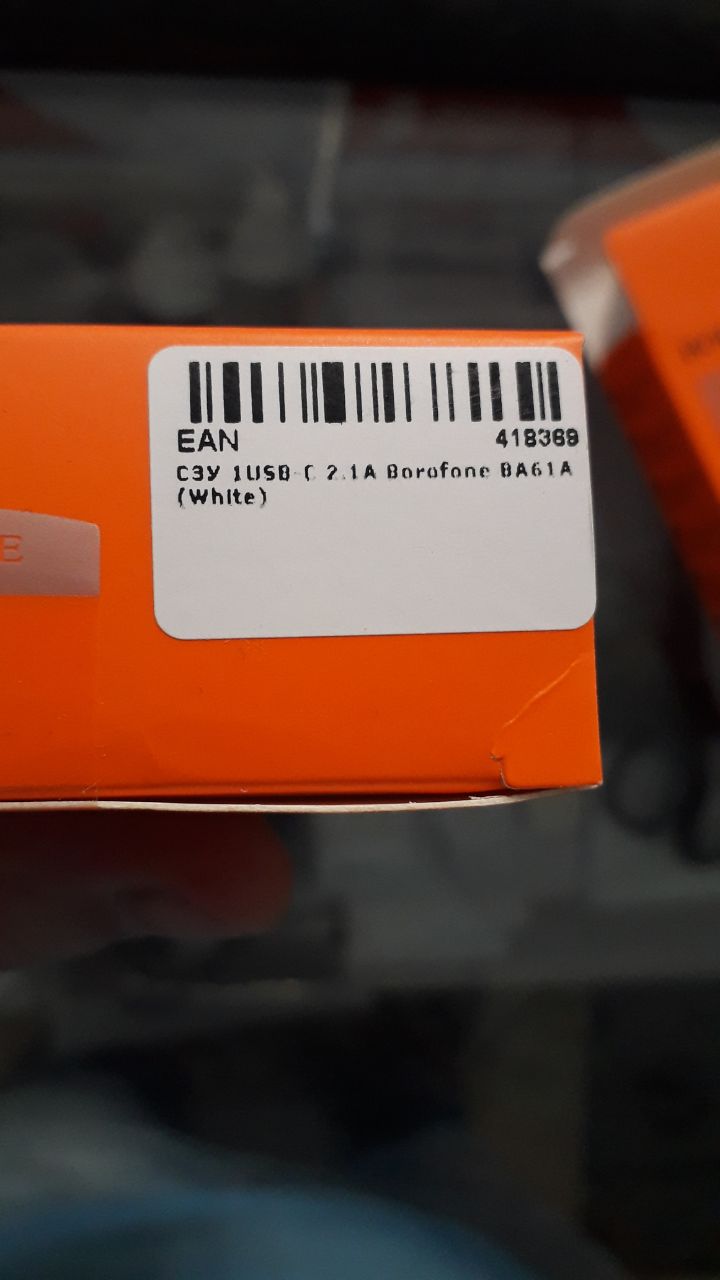 EAN 418369
СЗУ 1USB-C 2.1A Borofone BA61A
(White)
E